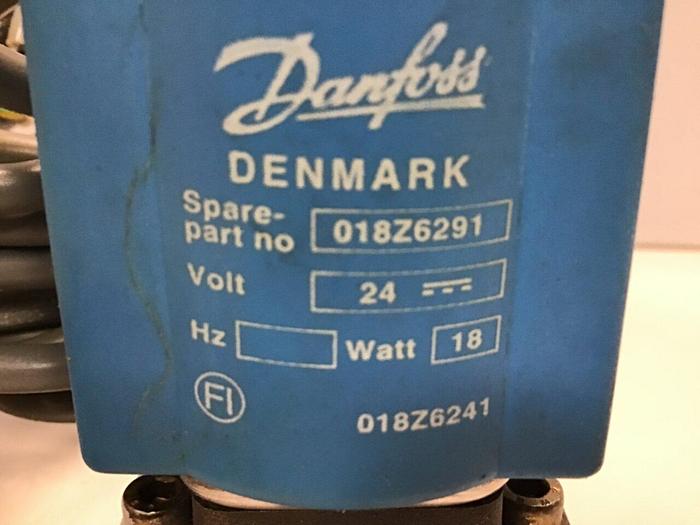 Danfoss
DENMARK
Spare-
part no 018Z6291
Volt 24
Hz Watt 18
FI
018Z6241